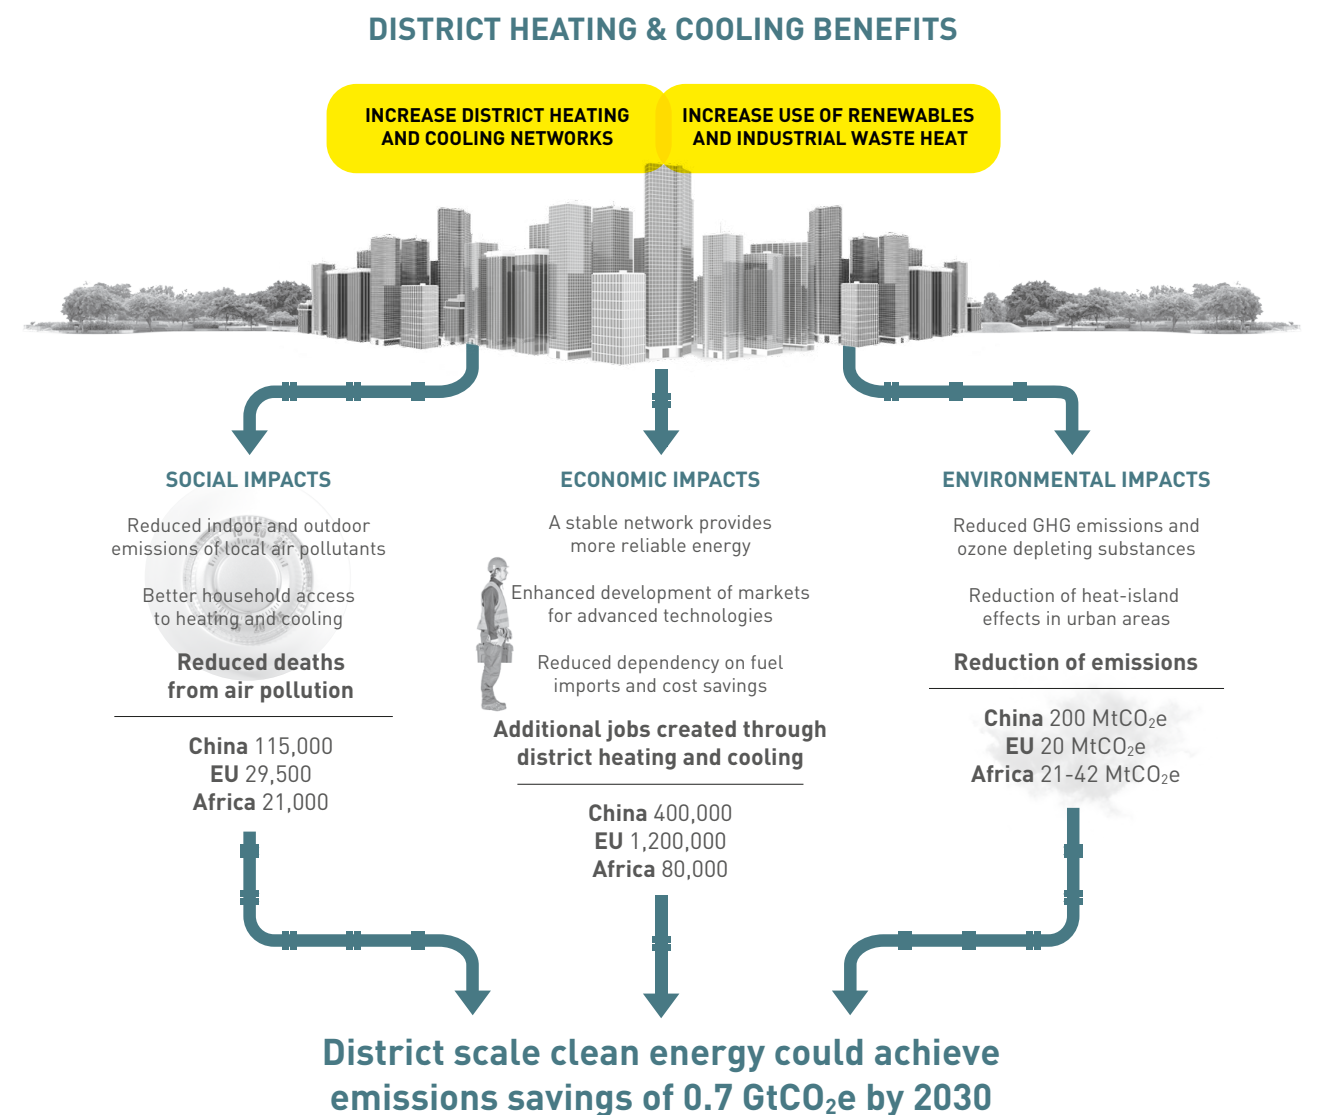 DISTRICT HEATING & COOLING BENEFITS
INCREASE DISTRICT HEATING
AND COOLING NETWORKS
INCREASE USE OF RENEWABLES
AND INDUSTRIAL WASTE HEAT
SOCIAL IMPACTS
Reduced indoor and outdoor
emissions of local air pollutants
Better household access
to heating and cooling
Reduced deaths
from air pollution
China 115,000
EU 29,500
Africa 21,000
ECONOMIC IMPACTS
A stable network provides
more reliable energy
Enhanced development of markets
for advanced technologies
Reduced dependency on fuel
imports and cost savings
Additional jobs created through
district heating and cooling
China 400,000
EU 1,200,000
Africa 80,000
ENVIRONMENTAL IMPACTS
Reduced GHG emissions and
ozone depleting substances
Reduction of heat-island
effects in urban areas
Reduction of emissions
China 200 MtCO₂e
EU 20 MtCO₂e
Africa 21-42 MtCO₂e
District scale clean energy could achieve
emissions savings of 0.7 GtCO₂e by 2030